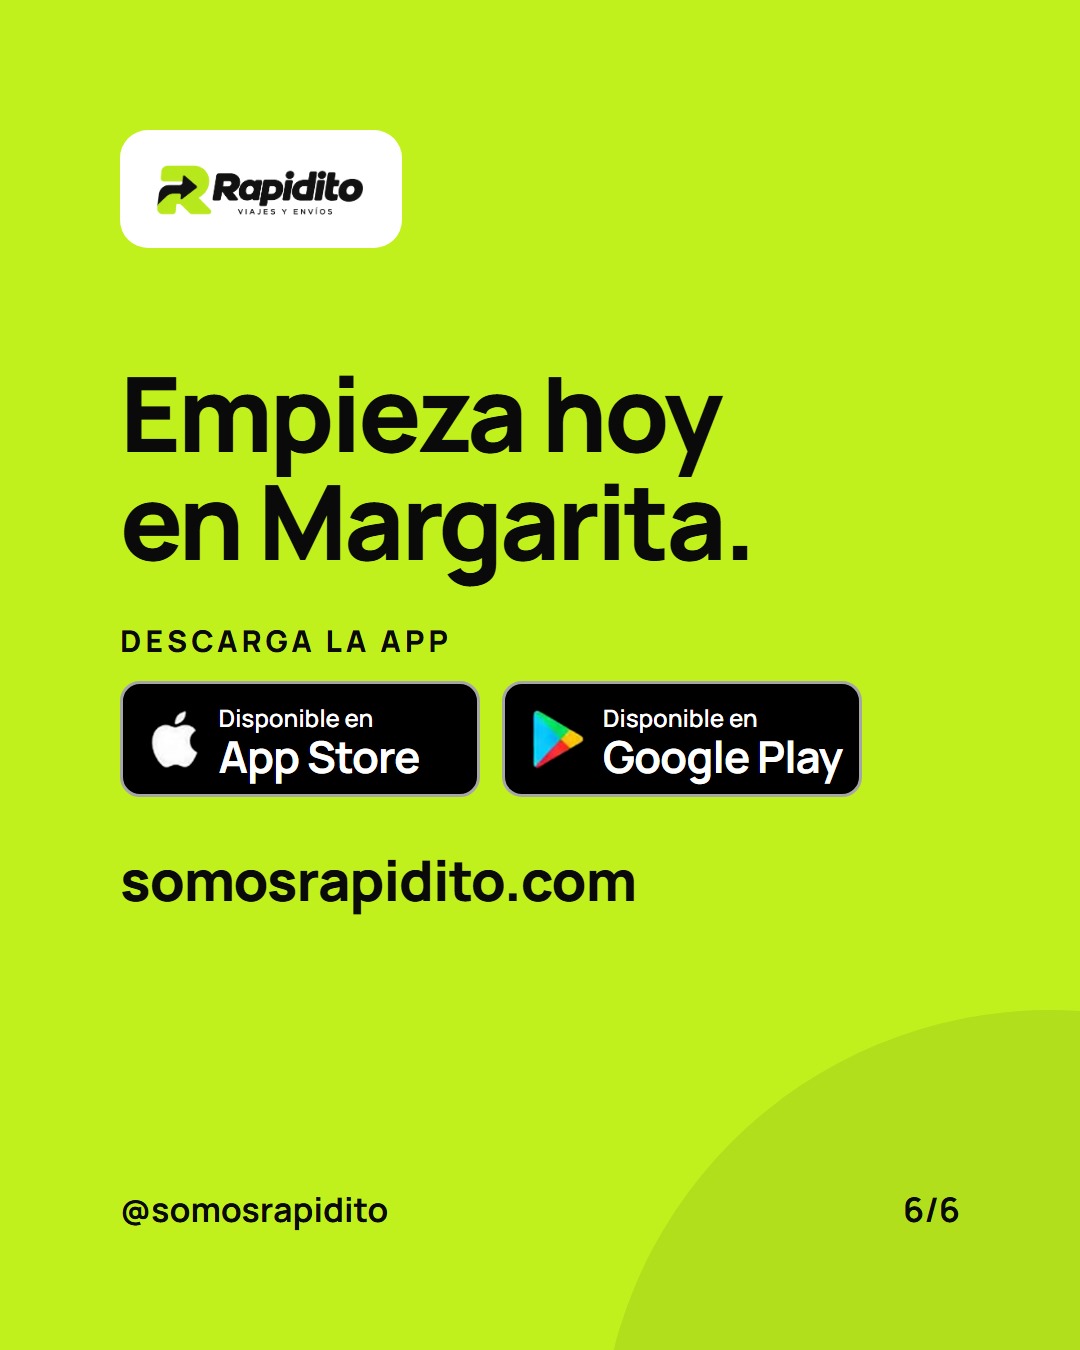 Rapidito
VIAJES Y ENVÍOS
Empieza hoy
en Margarita.
DESCARGA LA APP
Disponible en
App Store
Disponible en
Google Play
somosrapidito.com
@somosrapidito
6/6